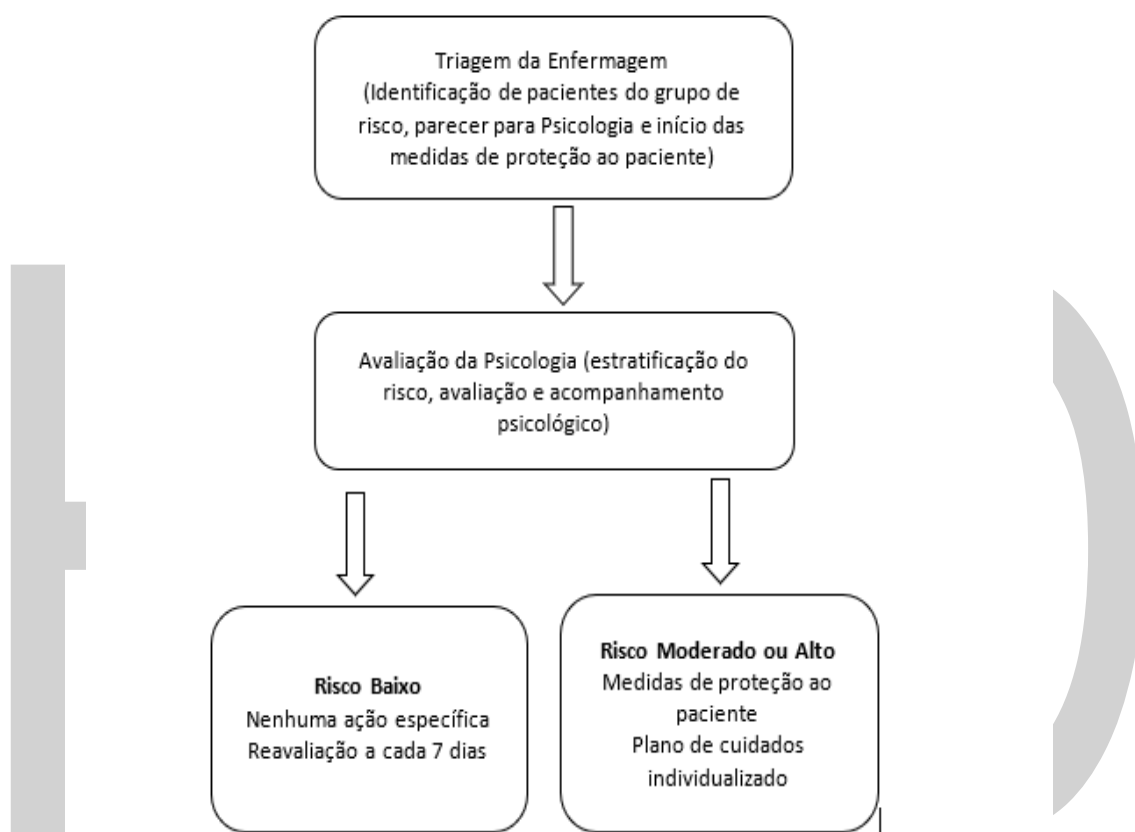 Triagem da Enfermagem
(Identificação de pacientes do grupo de
risco, parecer para Psicologia e início das
medidas de proteção ao paciente)
Avaliação da Psicologia (estratificação do
risco, avaliação e acompanhamento
psicológico)
Risco Baixo
Nenhuma ação específica
Reavaliação a cada 7 dias
Risco Moderado ou Alto
Medidas de proteção ao
paciente
Plano de cuidados
individualizado